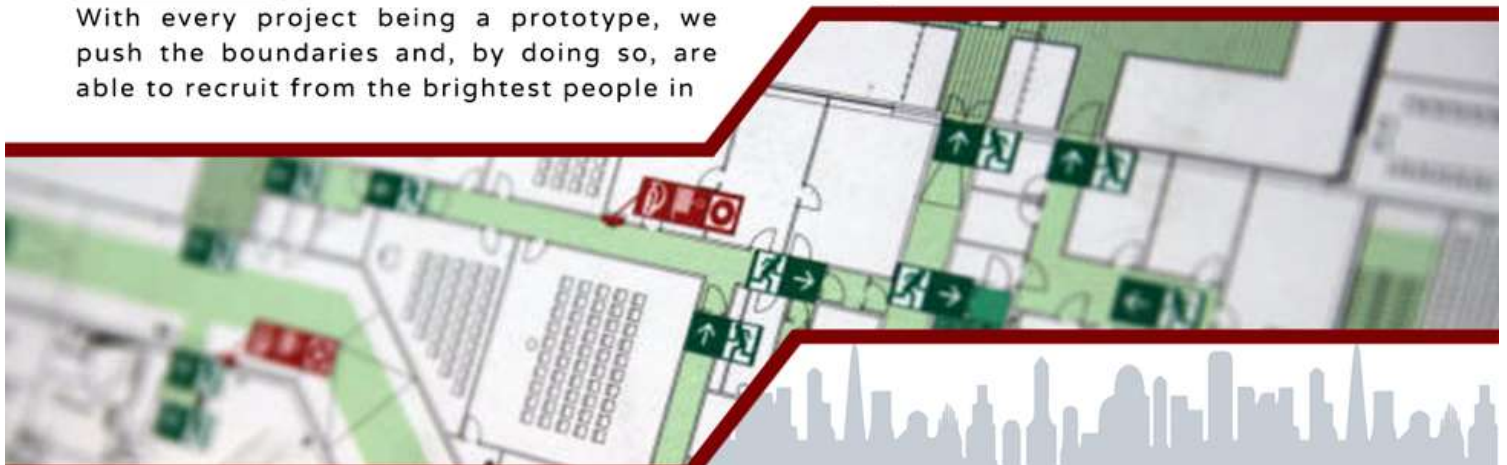 With every project being a prototype, we
push the boundaries and, by doing so, are
able to recruit from the brightest people in